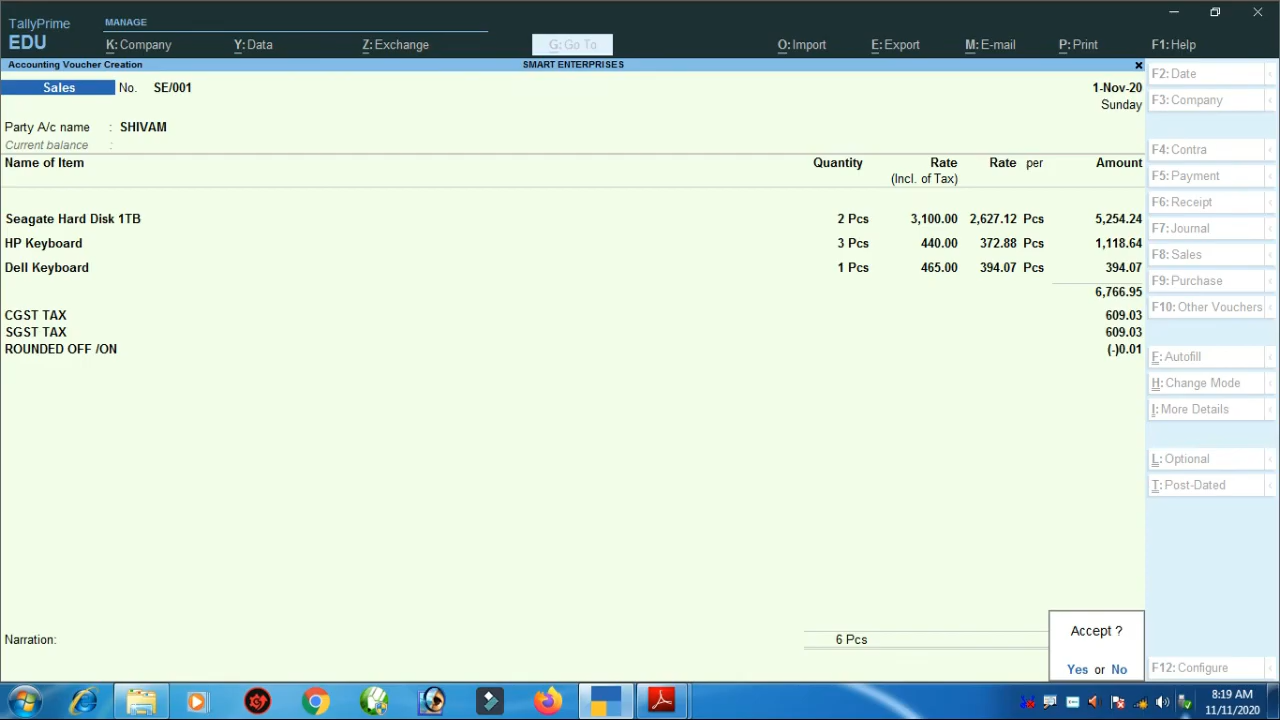 TallyPrime MANAGE
EDU K: Company Y: Data Z: Exchange G: Go To O: Import E: Export M: E-mail P: Print F1: Help
Accounting Voucher Creation SMART ENTERPRISES x
Sales No. SE/001 1-Nov-20
Sunday
Party A/c name : SHIVAM
Current balance :
Name of Item Quantity Rate Rate per Amount
(Incl. of Tax)
Seagate Hard Disk 1TB 2 Pcs 3,100.00 2,627.12 Pcs 5,254.24
HP Keyboard 3 Pcs 440.00 372.88 Pcs 1,118.64
Dell Keyboard 1 Pcs 465.00 394.07 Pcs 394.07
6,766.95
CGST TAX 609.03
SGST TAX 609.03
ROUNDED OFF /ON (-)0.01
Narration: 6 Pcs
Accept ?
Yes or No
F2: Date
F3: Company
F4: Contra
F5: Payment
F6: Receipt
F7: Journal
F8: Sales
F9: Purchase
F10: Other Vouchers
F: Autofill
H: Change Mode
I: More Details
L: Optional
T: Post-Dated
F12: Configure
8:19 AM
11/11/2020